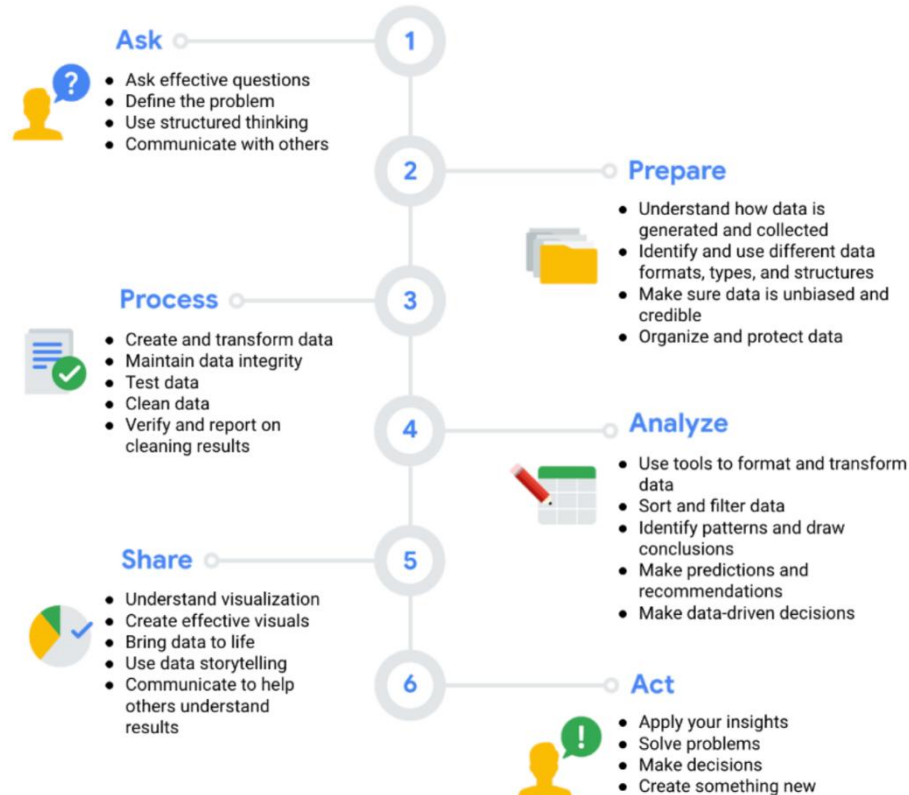 Ask
1
• Ask effective questions
• Define the problem
• Use structured thinking
• Communicate with others
2
Prepare
• Understand how data is
generated and collected
• Identify and use different data
formats, types, and structures
• Make sure data is unbiased and
credible
• Organize and protect data
Process
3
• Create and transform data
• Maintain data integrity
• Test data
• Clean data
• Verify and report on
cleaning results
4
Analyze
• Use tools to format and transform
data
• Sort and filter data
• Identify patterns and draw
conclusions
• Make predictions and
recommendations
• Make data-driven decisions
Share
5
• Understand visualization
• Create effective visuals
• Bring data to life
• Use data storytelling
• Communicate to help
others understand
results
6
Act
• Apply your insights
• Solve problems
• Make decisions
• Create something new